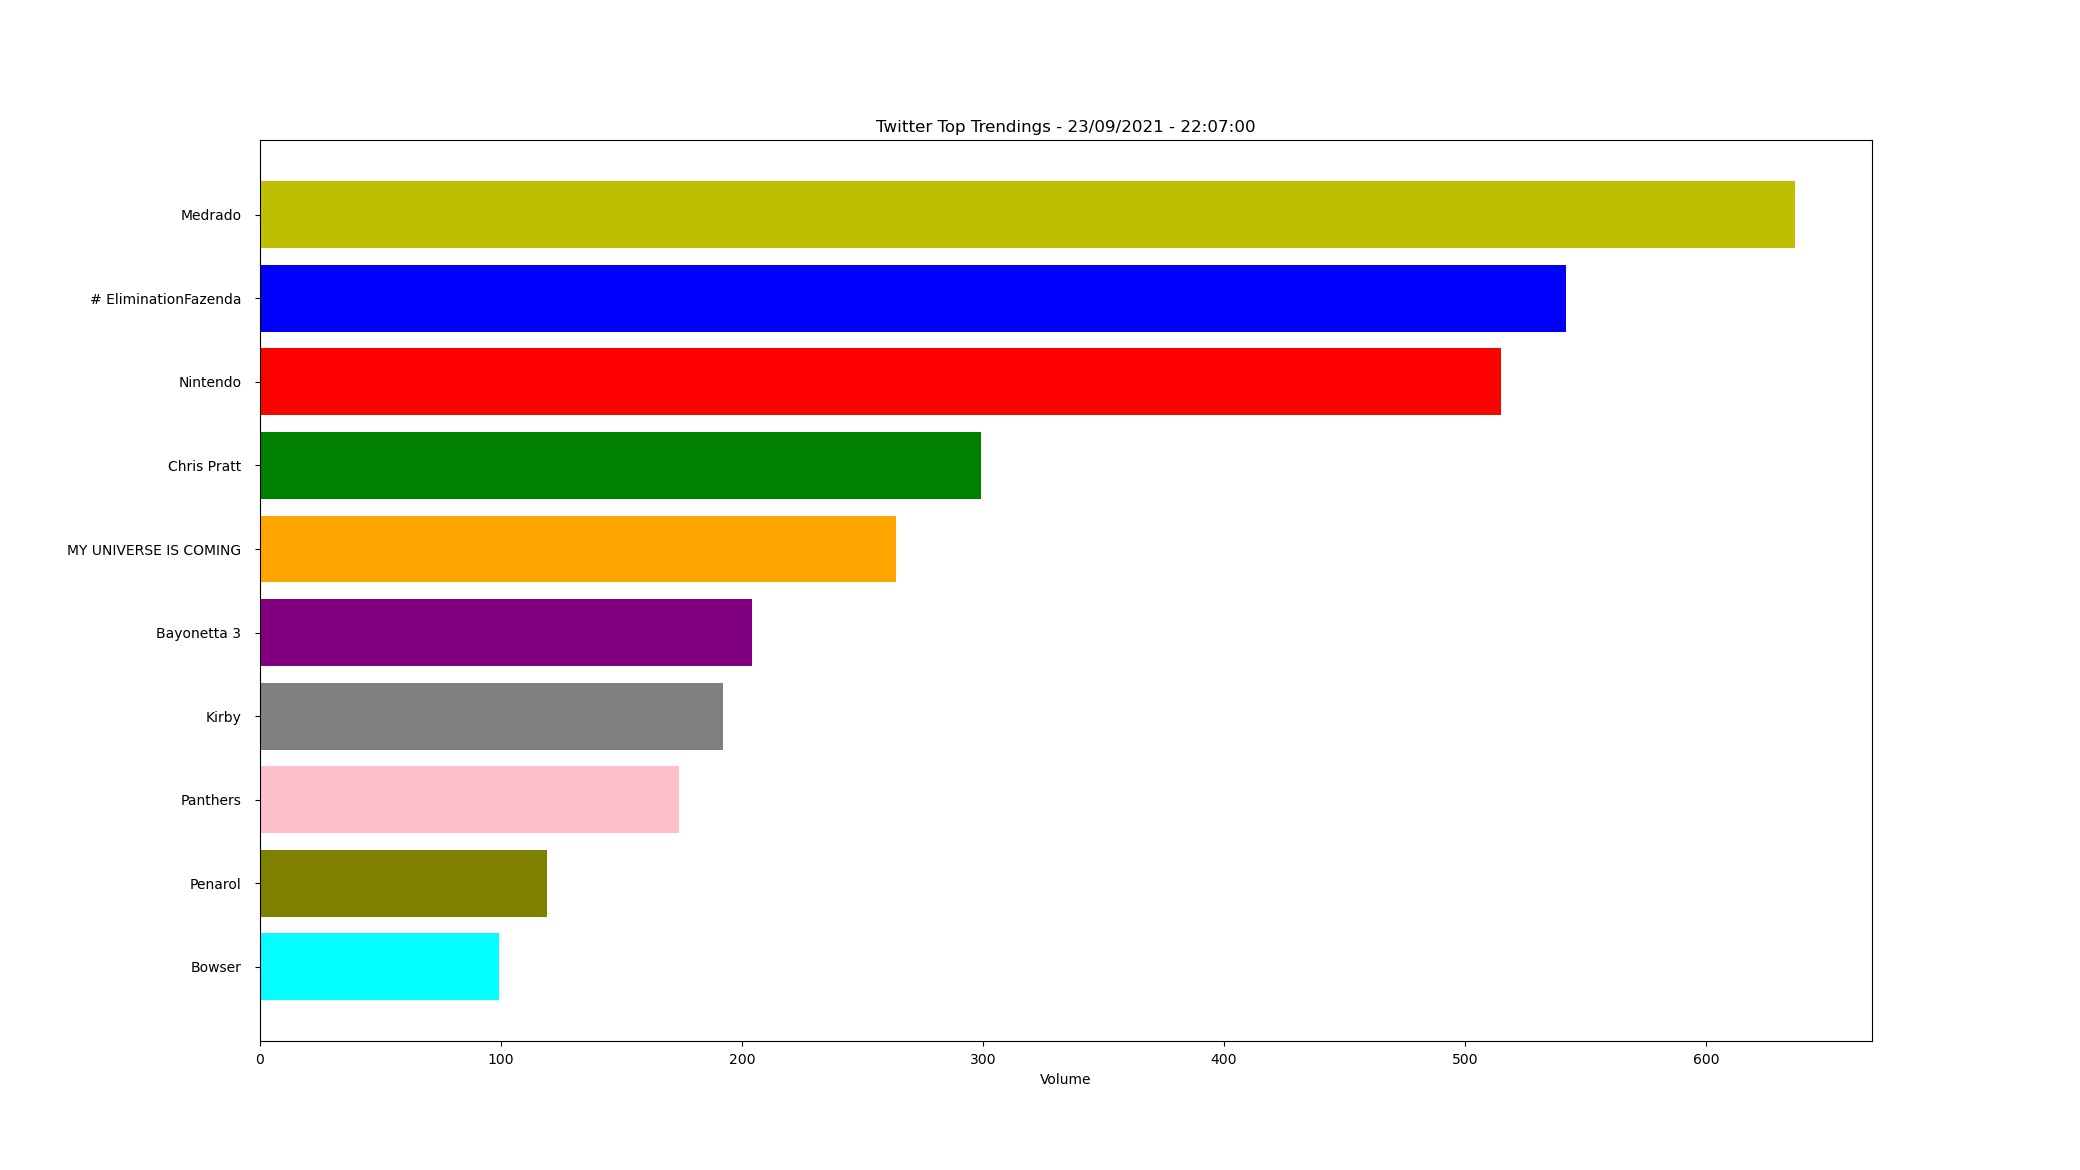 Twitter Top Trendings - 23/09/2021 - 22:07:00
Medrado
# EliminationFazenda
Nintendo
Chris Pratt
MY UNIVERSE IS COMING
Bayonetta 3
Kirby
Panthers
Penarol
Bowser
0 100 200 300 400 500 600
Volume